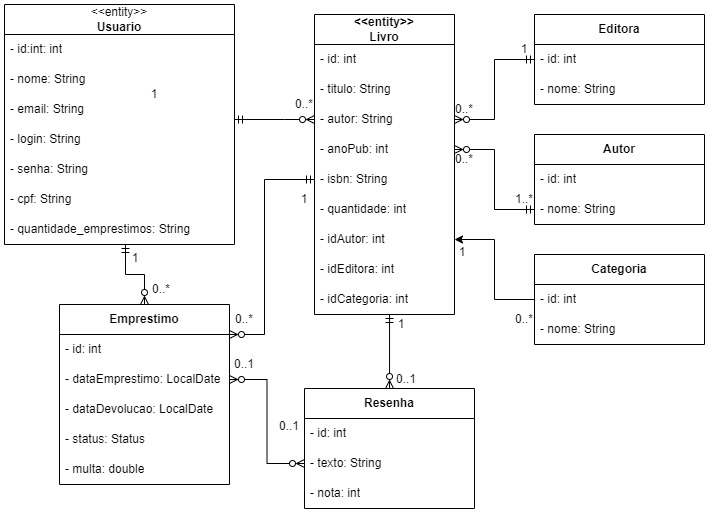 <<entity>>
Usuario
- id:int: int
- nome: String
- email: String
- login: String
- senha: String
- cpf: String
- quantidade_emprestimos: String
1
0..*
<<entity>>
Livro
- id: int
- titulo: String
- autor: String
- anoPub: int
- isbn: String
- quantidade: int
- idAutor: int
- idEditora: int
- idCategoria: int
1
0..*
Editora
- id: int
- nome: String
0..*
1..*
Autor
- id: int
- nome: String
1
0..*
Categoria
- id: int
- nome: String
1
1
0..*
0..*
Emprestimo
- id: int
- dataEmprestimo: LocalDate
- dataDevolucao: LocalDate
- status: Status
- multa: double
0..1
0..1
1
0..1
Resenha
- id: int
- texto: String
- nota: int